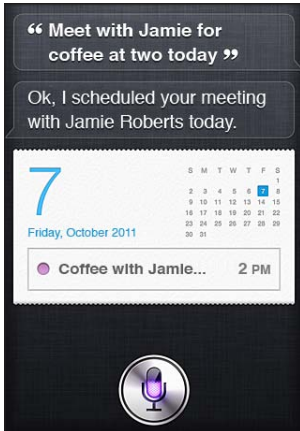 “ Meet with Jamie for
coffee at two today ”
Ok, I scheduled your meeting
with Jamie Roberts today.
7
Friday, October 2011
S M T W T F S
1
2 3 4 5 6 7 8
9 10 11 12 13 14 15
16 17 18 19 20 21 22
23 24 25 26 27 28 29
30 31
Coffee with Jamie... 2 PM